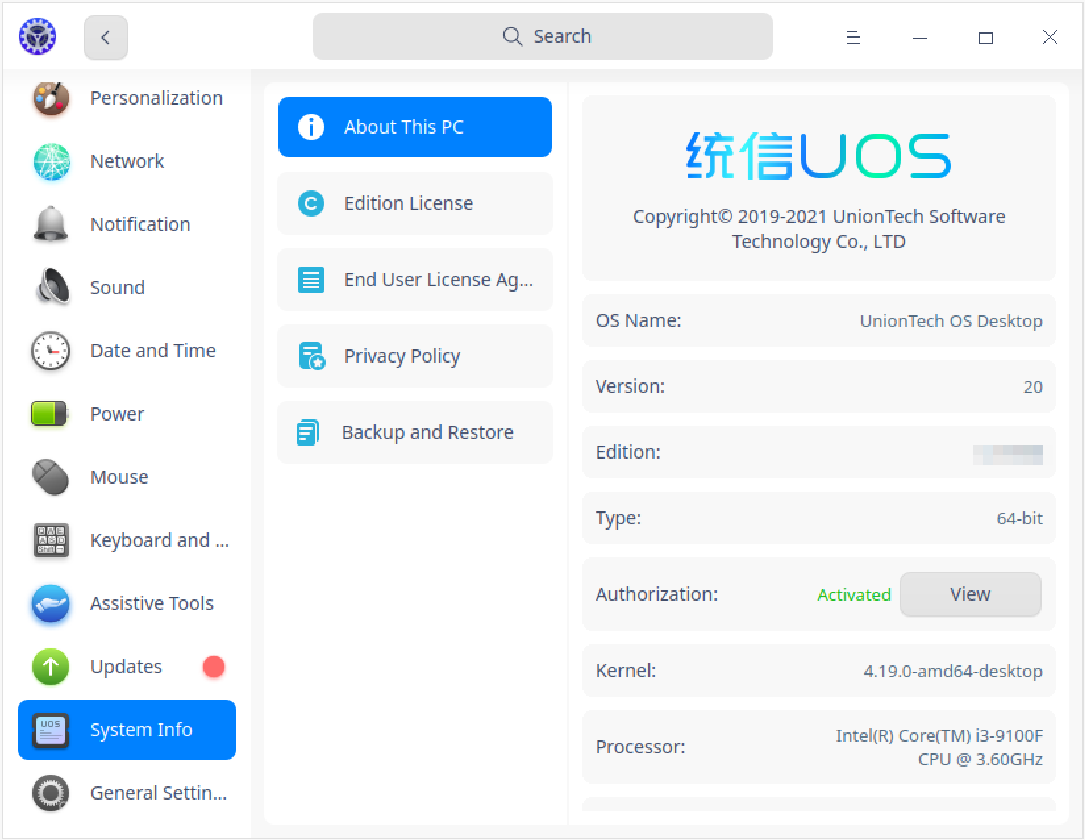 Search
Personalization
Network
Notification
Sound
Date and Time
Power
Mouse
Keyboard and ...
Assistive Tools
Updates
UOS
System Info
General Settin...
About This PC
Edition License
End User License Ag...
Privacy Policy
Backup and Restore
统信UOS
Copyright© 2019-2021 UnionTech Software
Technology Co., LTD
OS Name: UnionTech OS Desktop
Version: 20
Edition:
Type: 64-bit
Authorization: Activated View
Kernel: 4.19.0-amd64-desktop
Processor: Intel(R) Core(TM) i3-9100F
CPU @ 3.60GHz